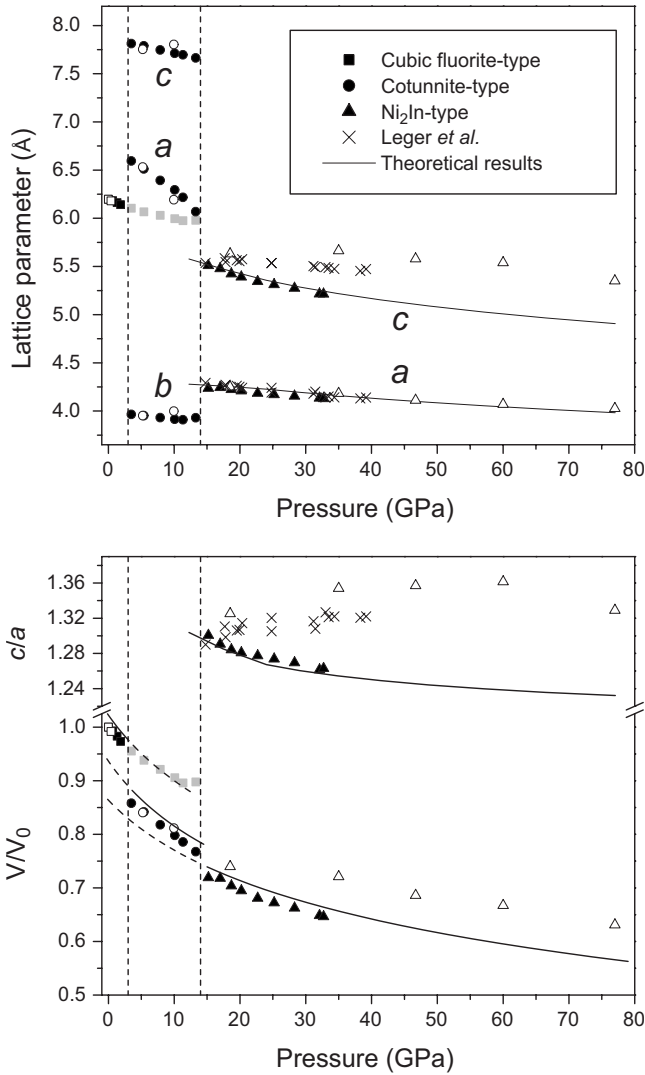 8.0
7.5
7.0
6.5
6.0
5.5
5.0
4.5
4.0
Lattice parameter (Å)
c
a
b
c
a
Cubic fluorite-type
Cotunnite-type
Ni₂In-type
Leger et al.
Theoretical results
0 10 20 30 40 50 60 70 80
Pressure (GPa)
1.36
1.32
1.28
1.24
c/a
1.0
0.9
0.8
0.7
0.6
0.5
V/V₀
0 10 20 30 40 50 60 70 80
Pressure (GPa)